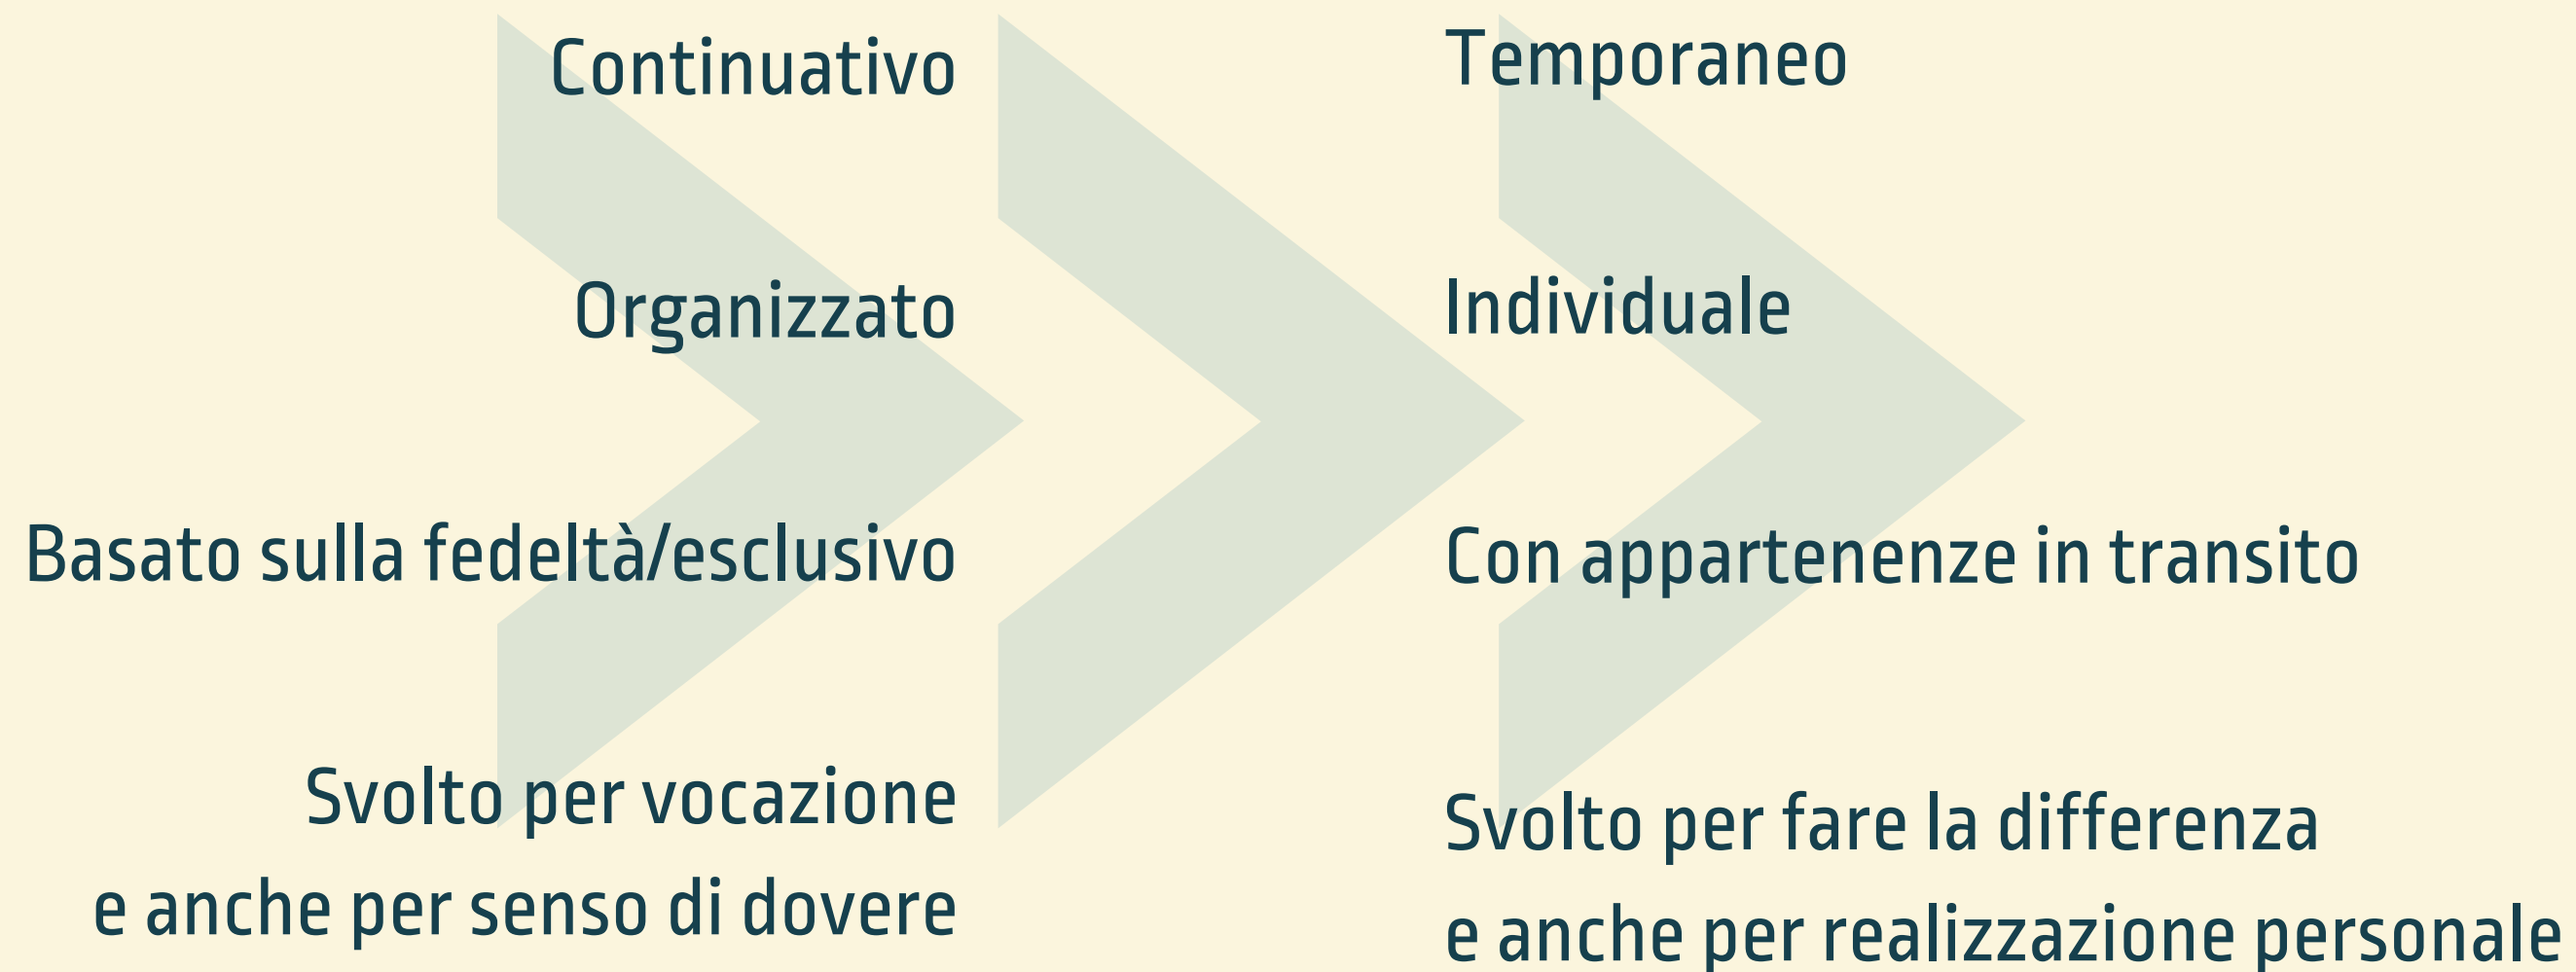 Continuativo
Temporaneo
Organizzato
Individuale
Basato sulla fedeltà/esclusivo
Con appartenenze in transito
Svolto per vocazione
e anche per senso di dovere
Svolto per fare la differenza
e anche per realizzazione personale